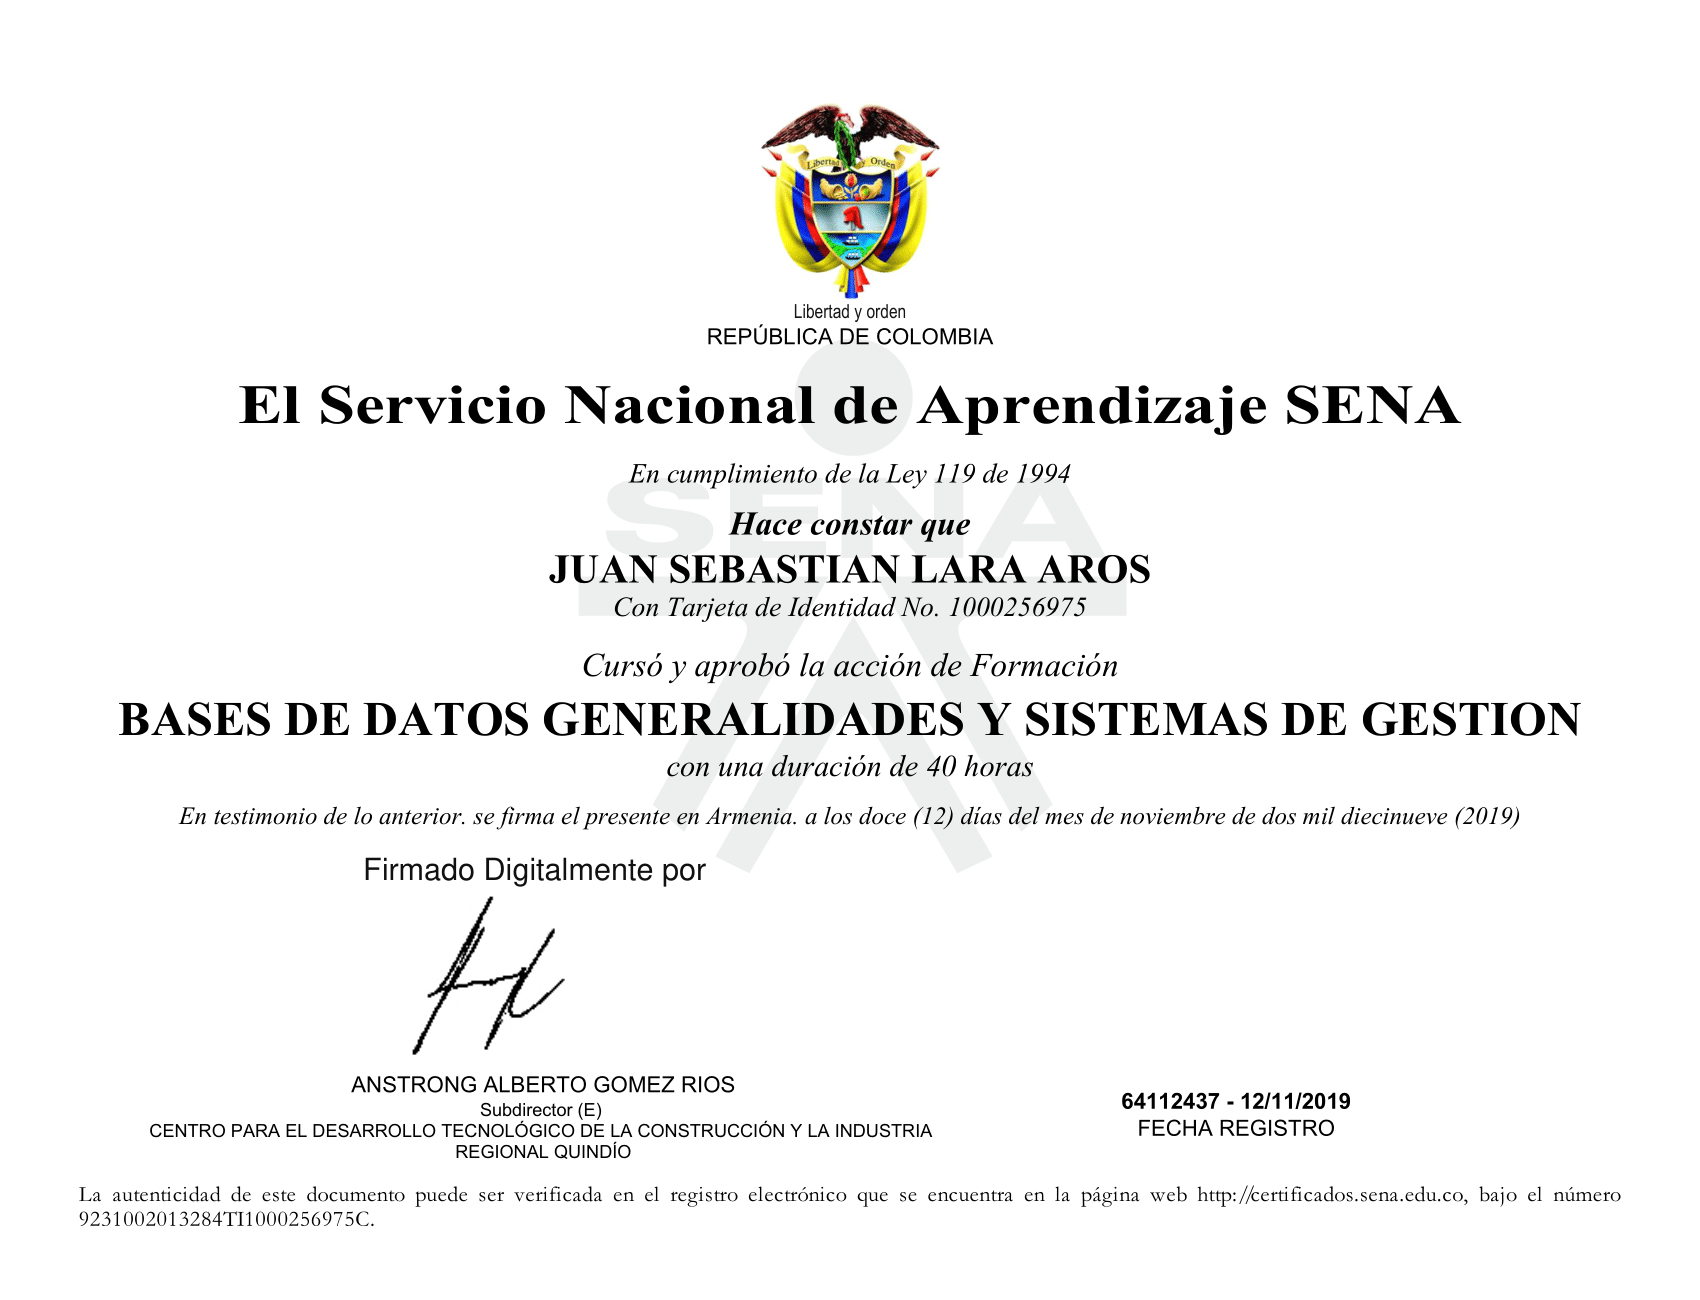 Libertad y Orden
Libertad y orden
REPÚBLICA DE COLOMBIA
El Servicio Nacional de Aprendizaje SENA
En cumplimiento de la Ley 119 de 1994
SENA
Hace constar que
JUAN SEBASTIAN LARA AROS
Con Tarjeta de Identidad No. 1000256975
Cursó y aprobó la acción de Formación
BASES DE DATOS GENERALIDADES Y SISTEMAS DE GESTION
con una duración de 40 horas
En testimonio de lo anterior. se firma el presente en Armenia. a los doce (12) días del mes de noviembre de dos mil diecinueve (2019)
Firmado Digitalmente por
ANSTRONG ALBERTO GOMEZ RIOS
Subdirector (E)
CENTRO PARA EL DESARROLLO TECNOLÓGICO DE LA CONSTRUCCIÓN Y LA INDUSTRIA
REGIONAL QUINDÍO
64112437 - 12/11/2019
FECHA REGISTRO
La autenticidad de este documento puede ser verificada en el registro electrónico que se encuentra en la página web http://certificados.sena.edu.co, bajo el número
9231002013284TI1000256975C.